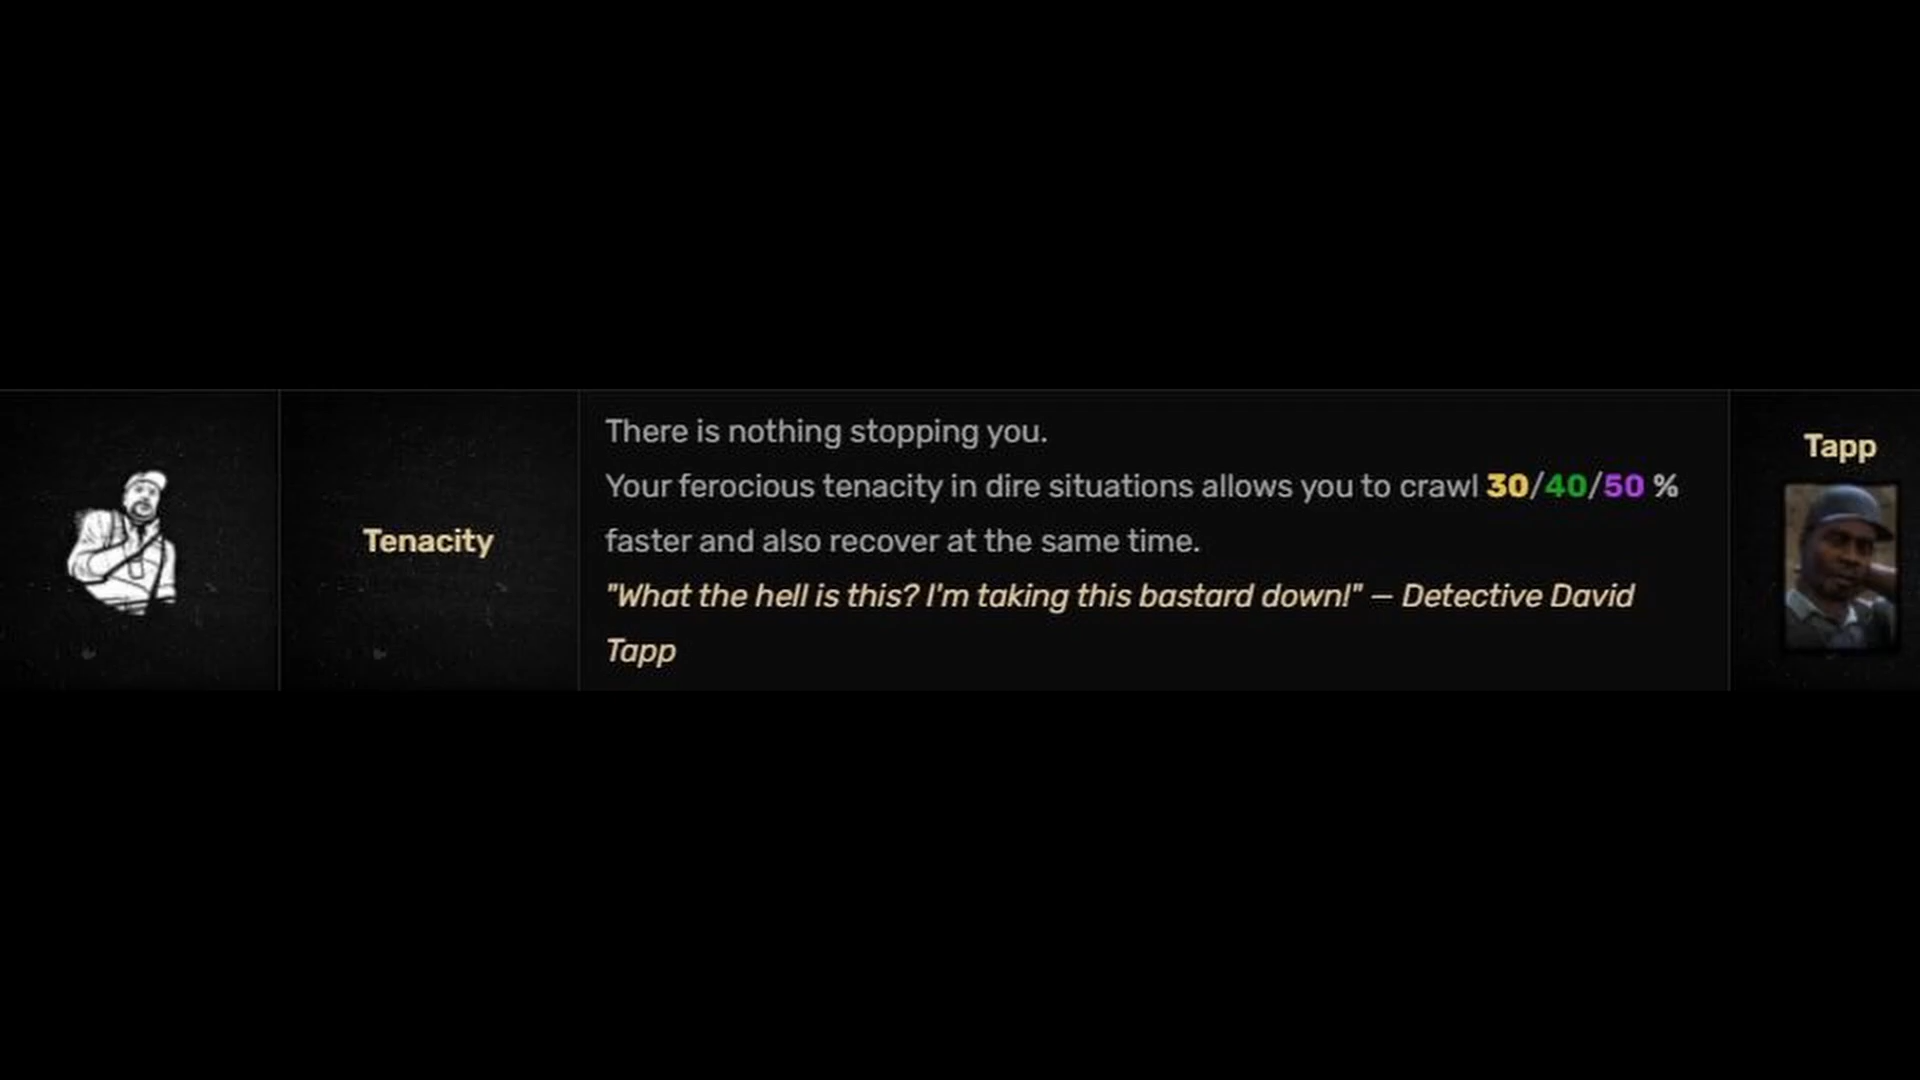 There is nothing stopping you.
Tapp
Your ferocious tenacity in dire situations allows you to crawl 30/40/50 %
Tenacity
faster and also recover at the same time.
"What the hell is this? I'm taking this bastard down!" — Detective David
Tapp